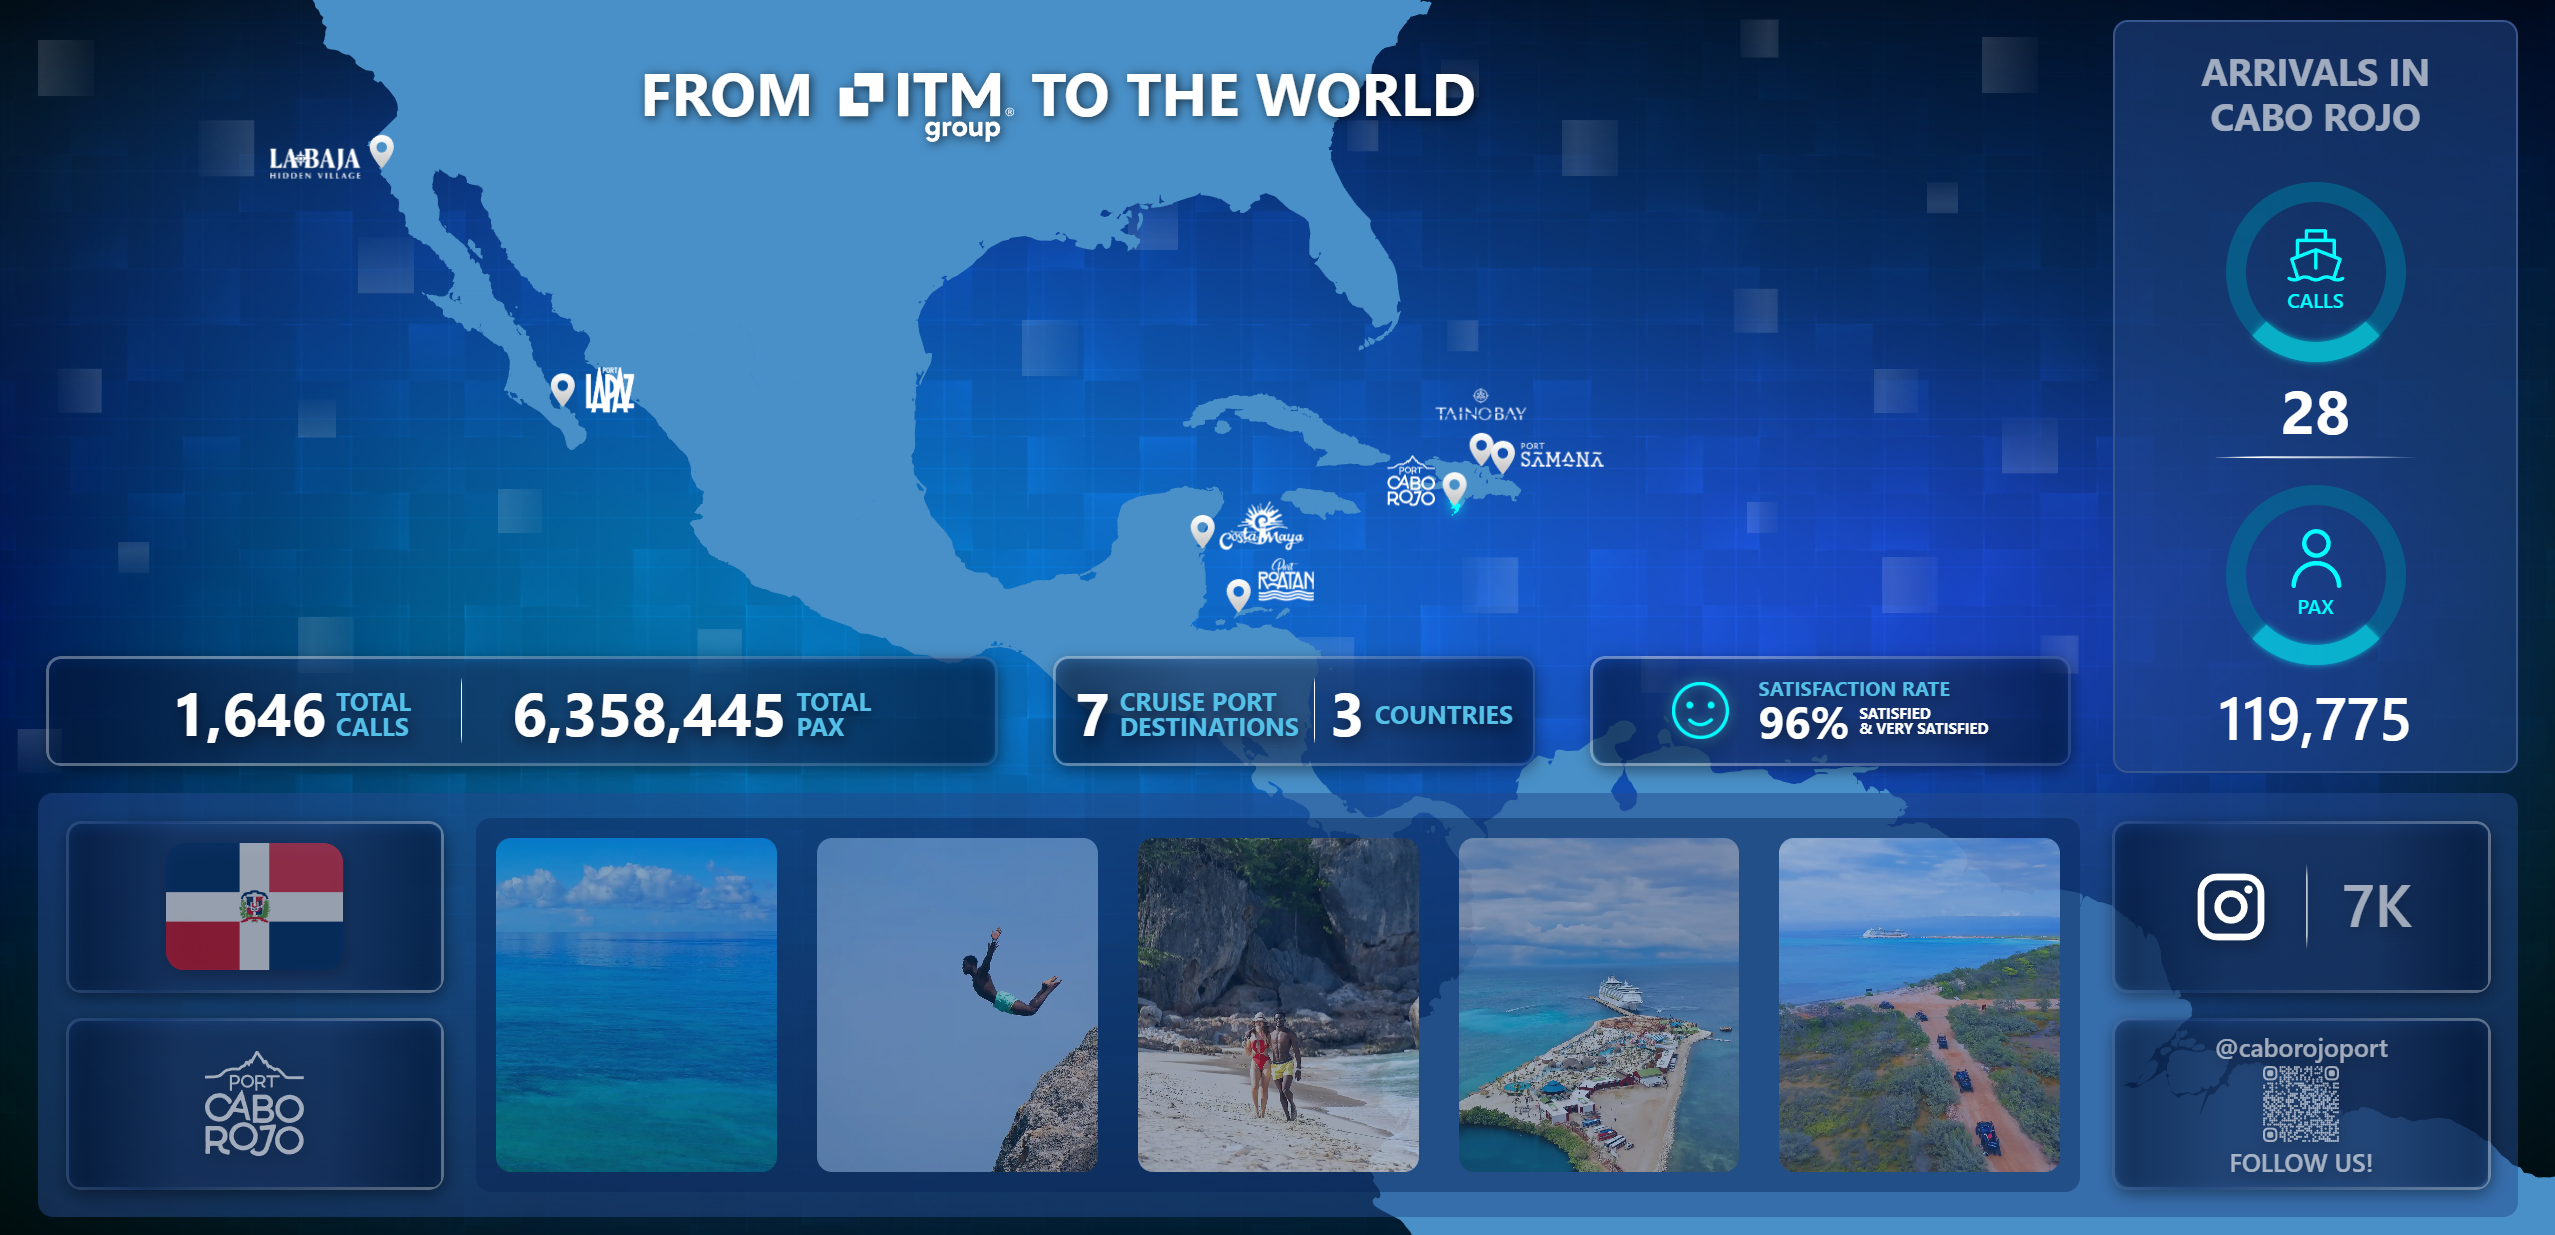 FROM ITM® TO THE WORLD
group
LA BAJA
HIDDEN VILLAGE
PORT
LA PAZ
TAINO BAY
PORT
SAMANÁ
PORT
CABO
ROJO
Costa Maya
Port
ROATAN
1,646 TOTAL CALLS
6,358,445 TOTAL PAX
7 CRUISE PORT DESTINATIONS
3 COUNTRIES
SATISFACTION RATE
96% SATISFIED
& VERY SATISFIED
ARRIVALS IN
CABO ROJO
CALLS
28
PAX
119,775
PORT
CABO
ROJO
7K
@caborojoport
FOLLOW US!